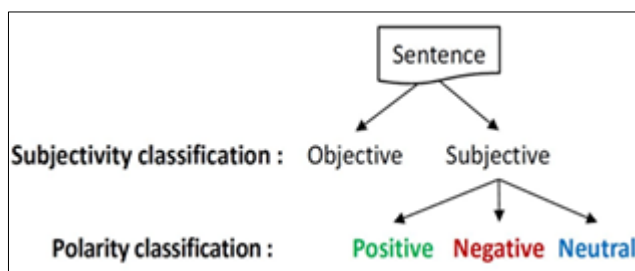 Sentence
Subjectivity classification : Objective Subjective
Polarity classification : Positive Negative Neutral